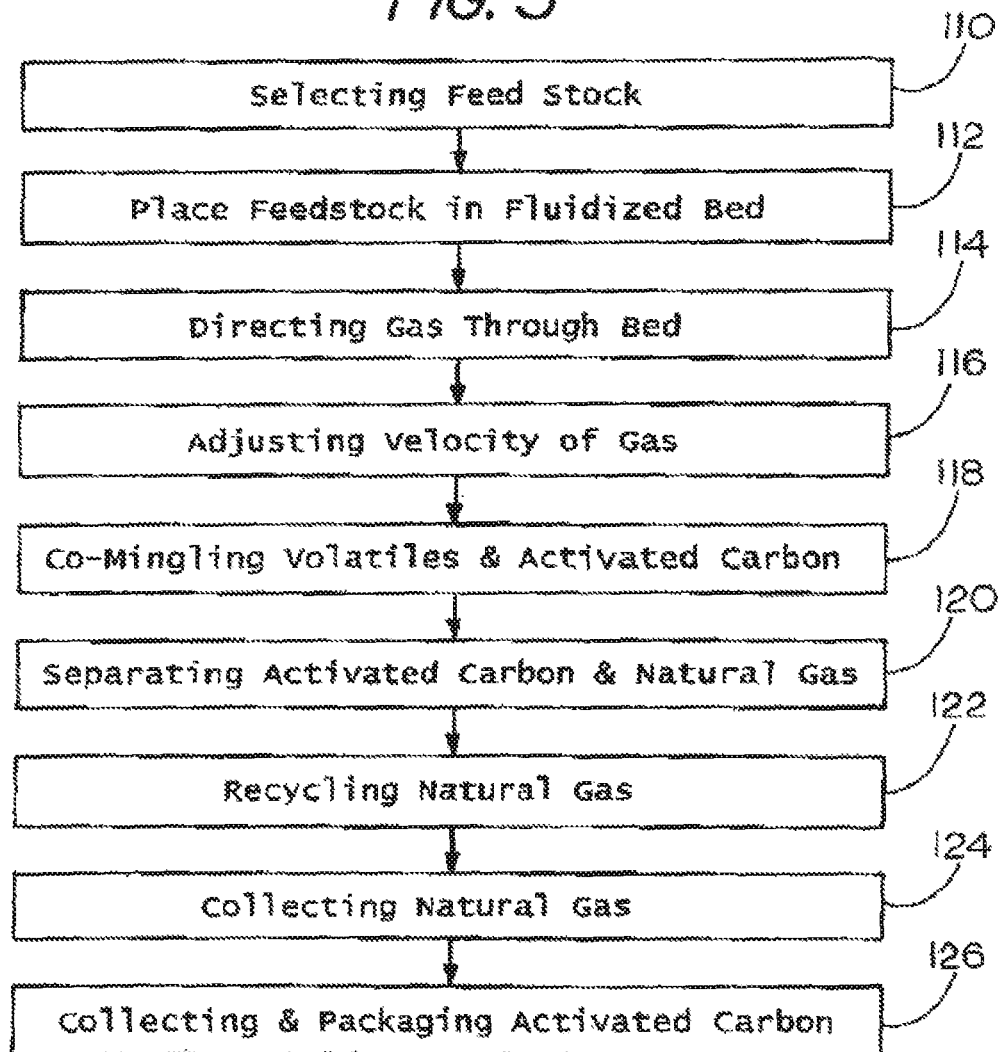 FIG. 5
110
Selecting Feed Stock
112
Place Feedstock in Fluidized Bed
114
Directing Gas Through Bed
116
Adjusting Velocity of Gas
118
Co-Mingling Volatiles & Activated Carbon
120
Separating Activated Carbon & Natural Gas
122
Recycling Natural Gas
124
Collecting Natural Gas
126
Collecting & Packaging Activated Carbon